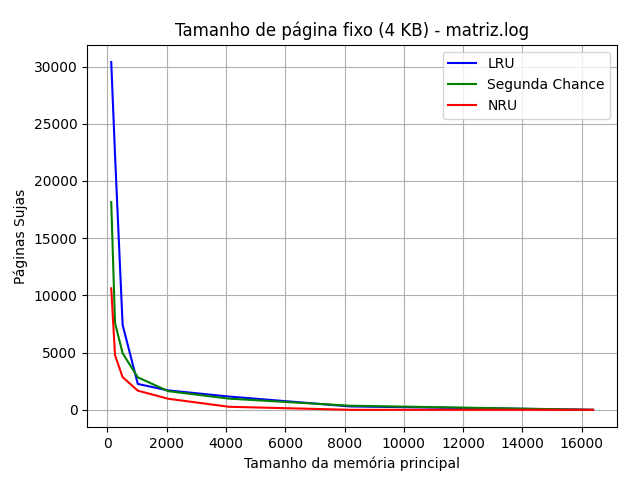 Tamanho de página fixo (4 KB) - matriz.log
LRU
Segunda Chance
NRU
Páginas Sujas
30000
25000
20000
15000
10000
5000
0
0 2000 4000 6000 8000 10000 12000 14000 16000
Tamanho da memória principal